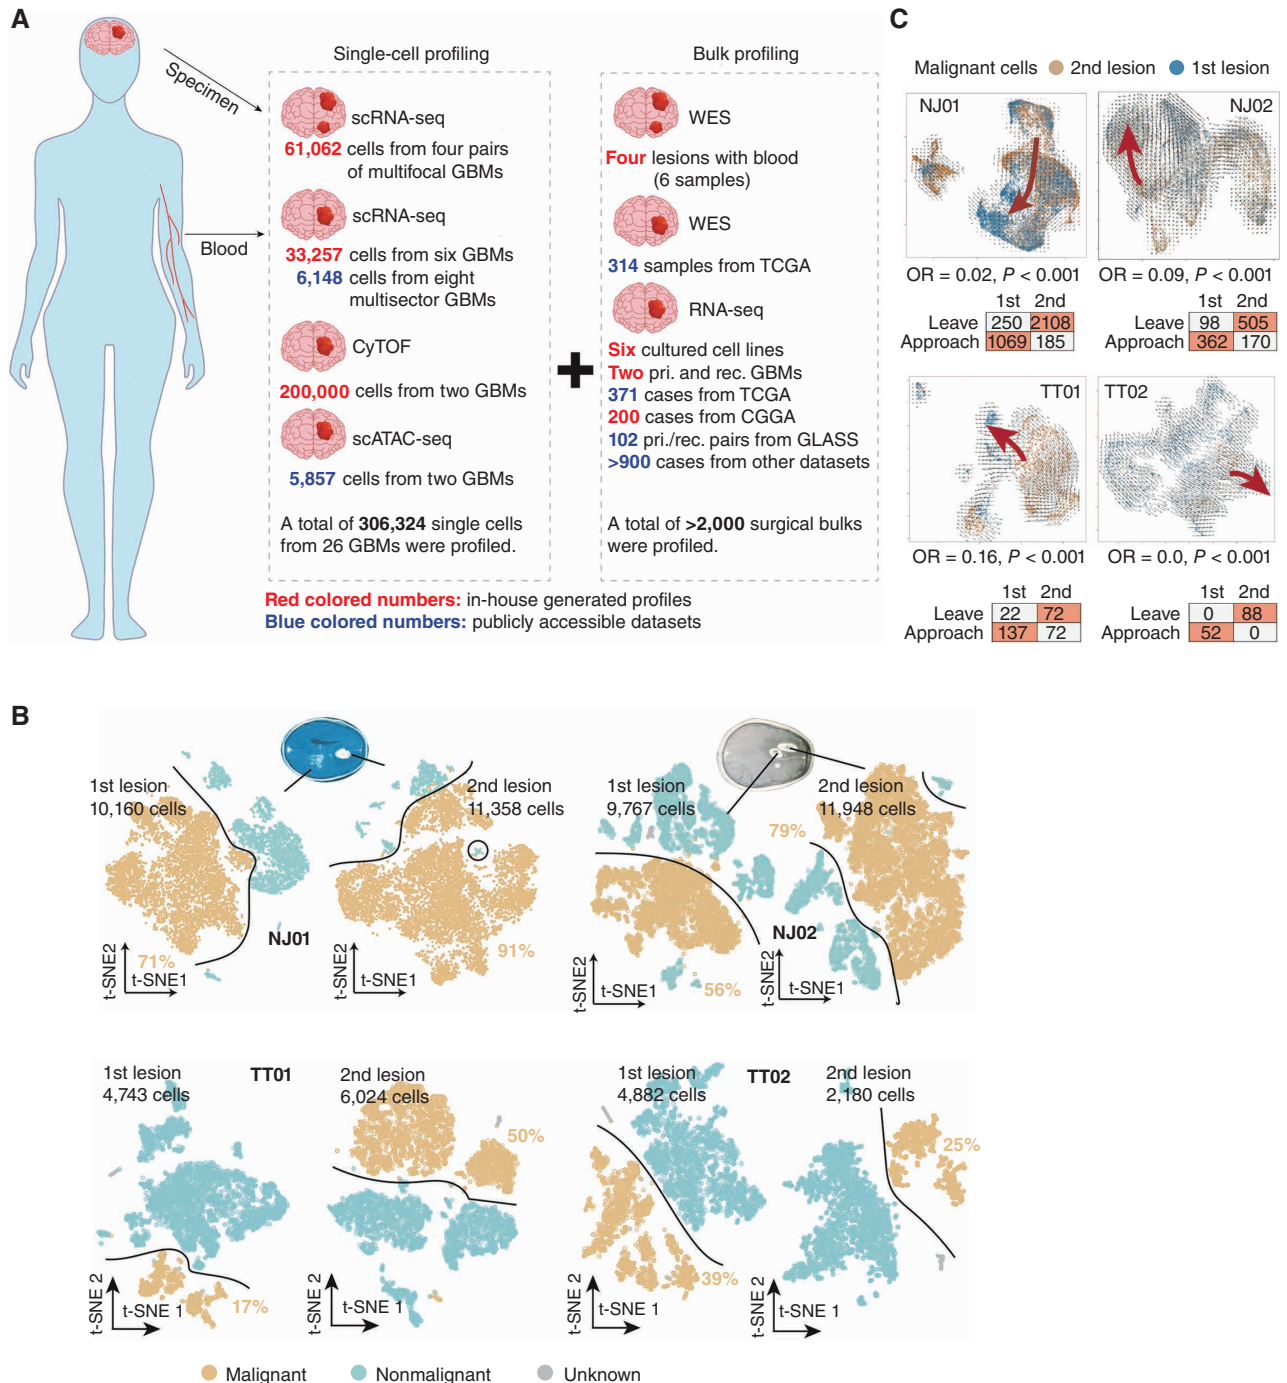 A
Specimen
Blood
Single-cell profiling
scRNA-seq
61,062 cells from four pairs
of multifocal GBMs
scRNA-seq
33,257 cells from six GBMs
6,148 cells from eight
multisector GBMs
CyTOF
200,000 cells from two GBMs
scATAC-seq
5,857 cells from two GBMs
A total of 306,324 single cells
from 26 GBMs were profiled.
Bulk profiling
WES
Four lesions with blood
(6 samples)
WES
314 samples from TCGA
RNA-seq
Six cultured cell lines
Two pri. and rec. GBMs
371 cases from TCGA
200 cases from CGGA
102 pri./rec. pairs from GLASS
>900 cases from other datasets
A total of >2,000 surgical bulks
were profiled.
Red colored numbers: in-house generated profiles
Blue colored numbers: publicly accessible datasets
C
Malignant cells 2nd lesion 1st lesion
NJ01
OR = 0.02, P < 0.001
1st 2nd
Leave 250 2108
Approach 1069 185
NJ02
OR = 0.09, P < 0.001
1st 2nd
Leave 98 505
Approach 362 170
TT01
OR = 0.16, P < 0.001
1st 2nd
Leave 22 72
Approach 137 72
TT02
OR = 0.0, P < 0.001
1st 2nd
Leave 0 88
Approach 52 0
B
1st lesion
10,160 cells
71%
t-SNE2
t-SNE1
NJ01
2nd lesion
11,358 cells
91%
t-SNE2
t-SNE1
1st lesion
9,767 cells
56%
t-SNE2
t-SNE1
NJ02
2nd lesion
11,948 cells
79%
t-SNE2
t-SNE1
1st lesion
4,743 cells
17%
t-SNE 2
t-SNE 1
TT01
2nd lesion
6,024 cells
50%
t-SNE 2
t-SNE 1
1st lesion
4,882 cells
39%
t-SNE 2
t-SNE 1
TT02
2nd lesion
2,180 cells
25%
t-SNE 2
t-SNE 1
Malignant Nonmalignant Unknown